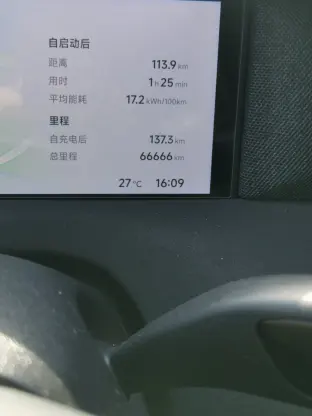 自启动后
距离 113.9 km
用时 1 h 25 min
平均能耗 17.2 kWh/100km
里程
自充电后 137.3 km
总里程 66666 km
27 °C 16:09